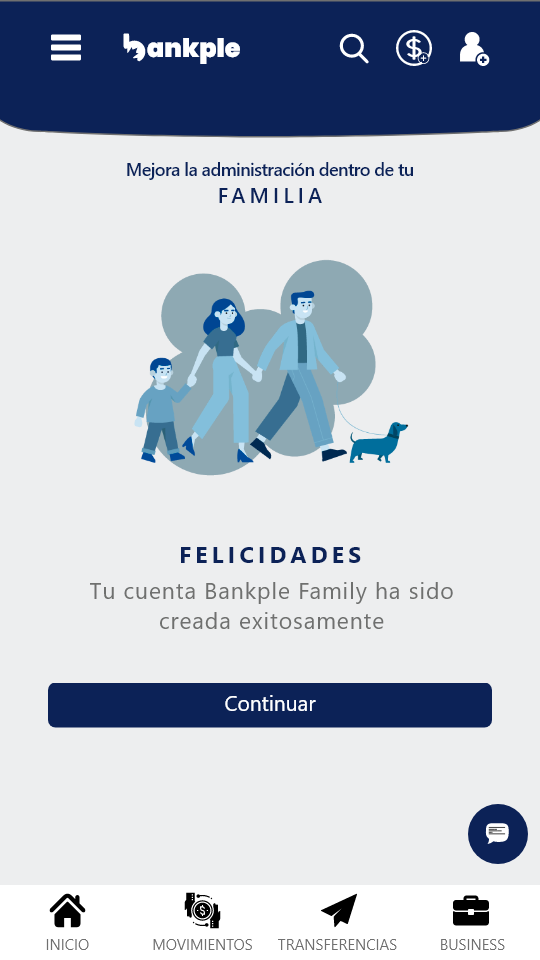 bankple
Mejora la administración dentro de tu
FAMILIA
FELICIDADES
Tu cuenta Bankple Family ha sido
creada exitosamente
Continuar
INICIO MOVIMIENTOS TRANSFERENCIAS BUSINESS